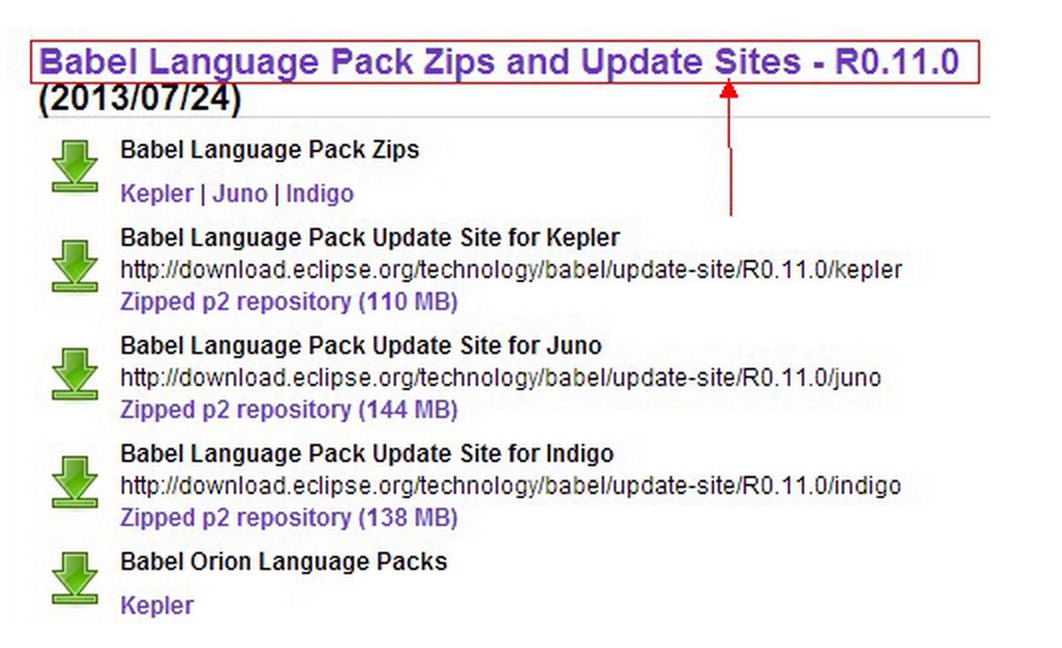 Babel Language Pack Zips and Update Sites - R0.11.0
(2013/07/24)
Babel Language Pack Zips
Kepler | Juno | Indigo
Babel Language Pack Update Site for Kepler
http://download.eclipse.org/technology/babel/update-site/R0.11.0/kepler
Zipped p2 repository (110 MB)
Babel Language Pack Update Site for Juno
http://download.eclipse.org/technology/babel/update-site/R0.11.0/juno
Zipped p2 repository (144 MB)
Babel Language Pack Update Site for Indigo
http://download.eclipse.org/technology/babel/update-site/R0.11.0/indigo
Zipped p2 repository (138 MB)
Babel Orion Language Packs
Kepler